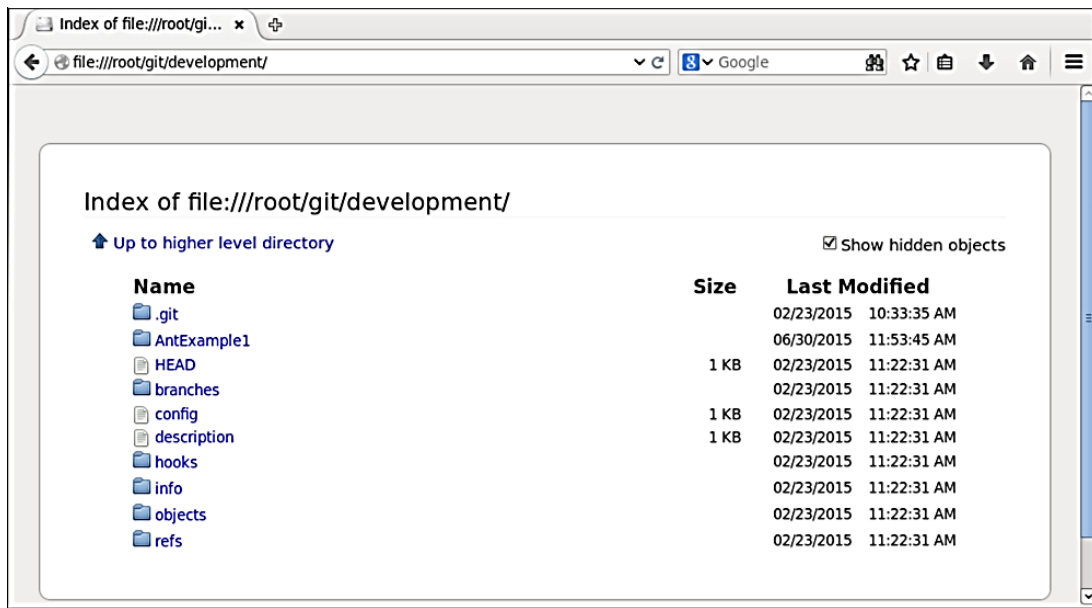 Index of file:///root/gi...
file:///root/git/development/
8 Google
Index of file:///root/git/development/
Up to higher level directory
Show hidden objects
Name Size Last Modified
.git 02/23/2015 10:33:35 AM
AntExample1 06/30/2015 11:53:45 AM
HEAD 1 KB 02/23/2015 11:22:31 AM
branches 02/23/2015 11:22:31 AM
config 1 KB 02/23/2015 11:22:31 AM
description 1 KB 02/23/2015 11:22:31 AM
hooks 02/23/2015 11:22:31 AM
info 02/23/2015 11:22:31 AM
objects 02/23/2015 11:22:31 AM
refs 02/23/2015 11:22:31 AM